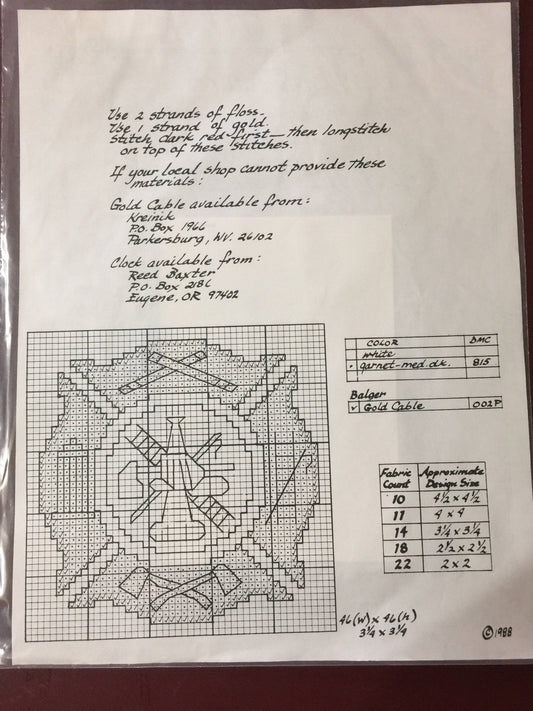 Use 2 strands of floss.
Use 1 strand of gold.
Stitch dark red first — then longstitch
on top of these stitches.
If your local shop cannot provide these
materials:
Gold Cable available from:
Kreinik
P.O. Box 1966
Parkersburg, WV. 26102
Clock available from:
Reed Baxter
P.O. Box 2186
Eugene, OR 97402
COLOR DMC
white
• garnet-med.dk. 815
Balger
v Gold Cable 002P
Fabric Count Approximate Design Size
10 4½ x 4½
11 4 x 4
14 3¼ x 3¼
18 2½ x 2½
22 2 x 2
46(w) x 46(h)
3¼ x 3¼
© 1988